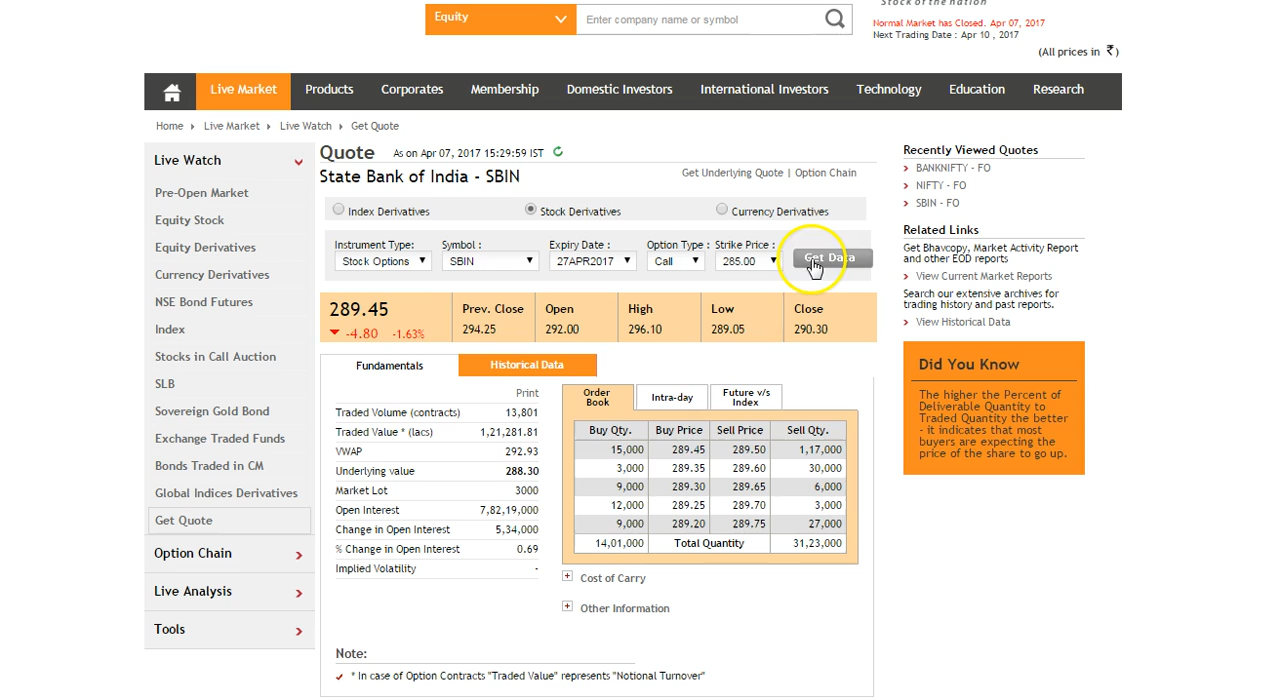 Stock of the nation
Equity
Enter company name or symbol
Normal Market has Closed. Apr 07, 2017
Next Trading Date : Apr 10 , 2017
(All prices in ₹)
Live Market Products Corporates Membership Domestic Investors International Investors Technology Education Research
Home Live Market Live Watch Get Quote
Live Watch
Pre-Open Market
Equity Stock
Equity Derivatives
Currency Derivatives
NSE Bond Futures
Index
Stocks in Call Auction
SLB
Sovereign Gold Bond
Exchange Traded Funds
Bonds Traded in CM
Global Indices Derivatives
Get Quote
Option Chain
Live Analysis
Tools
Quote As on Apr 07, 2017 15:29:59 IST
State Bank of India - SBIN
Get Underlying Quote | Option Chain
Index Derivatives Stock Derivatives Currency Derivatives
Instrument Type: Symbol : Expiry Date : Option Type : Strike Price :
Stock Options SBIN 27APR2017 Call 285.00 Get Data
289.45 Prev. Close Open High Low Close
-4.80 -1.63% 294.25 292.00 296.10 289.05 290.30
Fundamentals Historical Data
Print
Traded Volume (contracts) 13,801
Traded Value * (lacs) 1,21,281.81
VWAP 292.93
Underlying value 288.30
Market Lot 3000
Open Interest 7,82,19,000
Change in Open Interest 5,34,000
% Change in Open Interest 0.69
Implied Volatility -
Order Book Intra-day Future v/s Index
Buy Qty. Buy Price Sell Price Sell Qty.
15,000 289.45 289.50 1,17,000
3,000 289.35 289.60 30,000
9,000 289.30 289.65 6,000
12,000 289.25 289.70 3,000
9,000 289.20 289.75 27,000
14,01,000 Total Quantity 31,23,000
Cost of Carry
Other Information
Note:
* In case of Option Contracts "Traded Value" represents "Notional Turnover"
Recently Viewed Quotes
BANKNIFTY - FO
NIFTY - FO
SBIN - FO
Related Links
Get Bhavcopy, Market Activity Report
and other EOD reports
View Current Market Reports
Search our extensive archives for
trading history and past reports.
View Historical Data
Did You Know
The higher the Percent of
Deliverable Quantity to
Traded Quantity the better
- it indicates that most
buyers are expecting the
price of the share to go up.